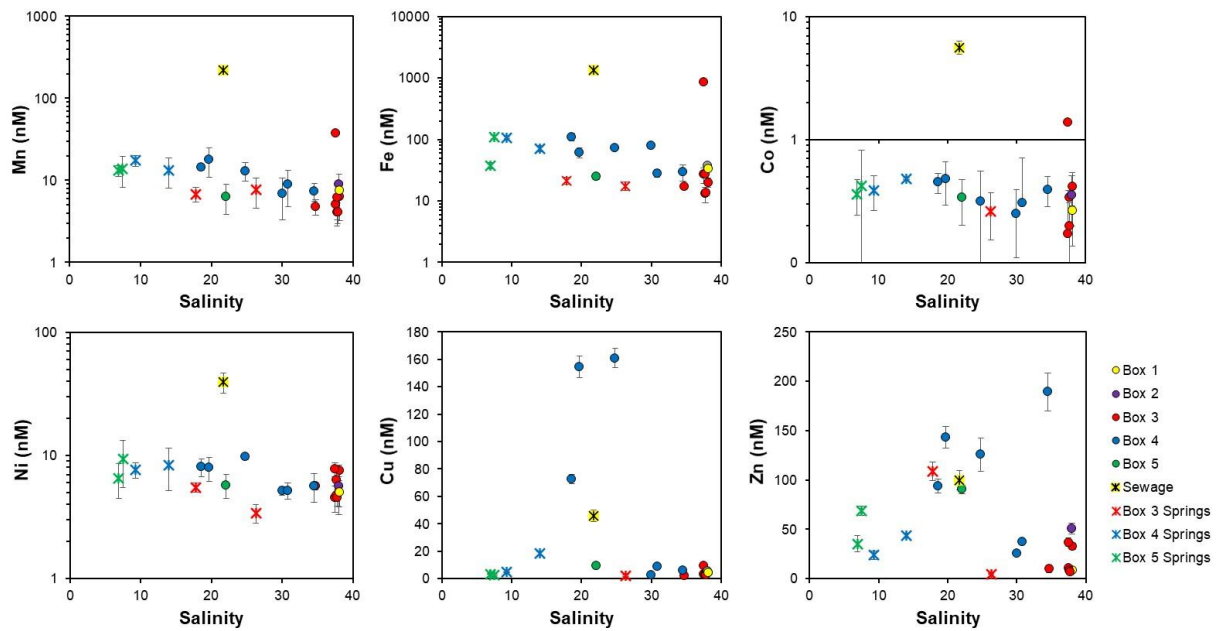 1000
100
10
1
Mn (nM)
0 10 20 30 40
Salinity
10000
1000
100
10
1
Fe (nM)
0 10 20 30 40
Salinity
10
1
0
Co (nM)
0 10 20 30 40
Salinity
100
10
1
Ni (nM)
0 10 20 30 40
Salinity
180
160
140
120
100
80
60
40
20
0
Cu (nM)
0 10 20 30 40
Salinity
250
200
150
100
50
0
Zn (nM)
0 10 20 30 40
Salinity
Box 1
Box 2
Box 3
Box 4
Box 5
Sewage
Box 3 Springs
Box 4 Springs
Box 5 Springs